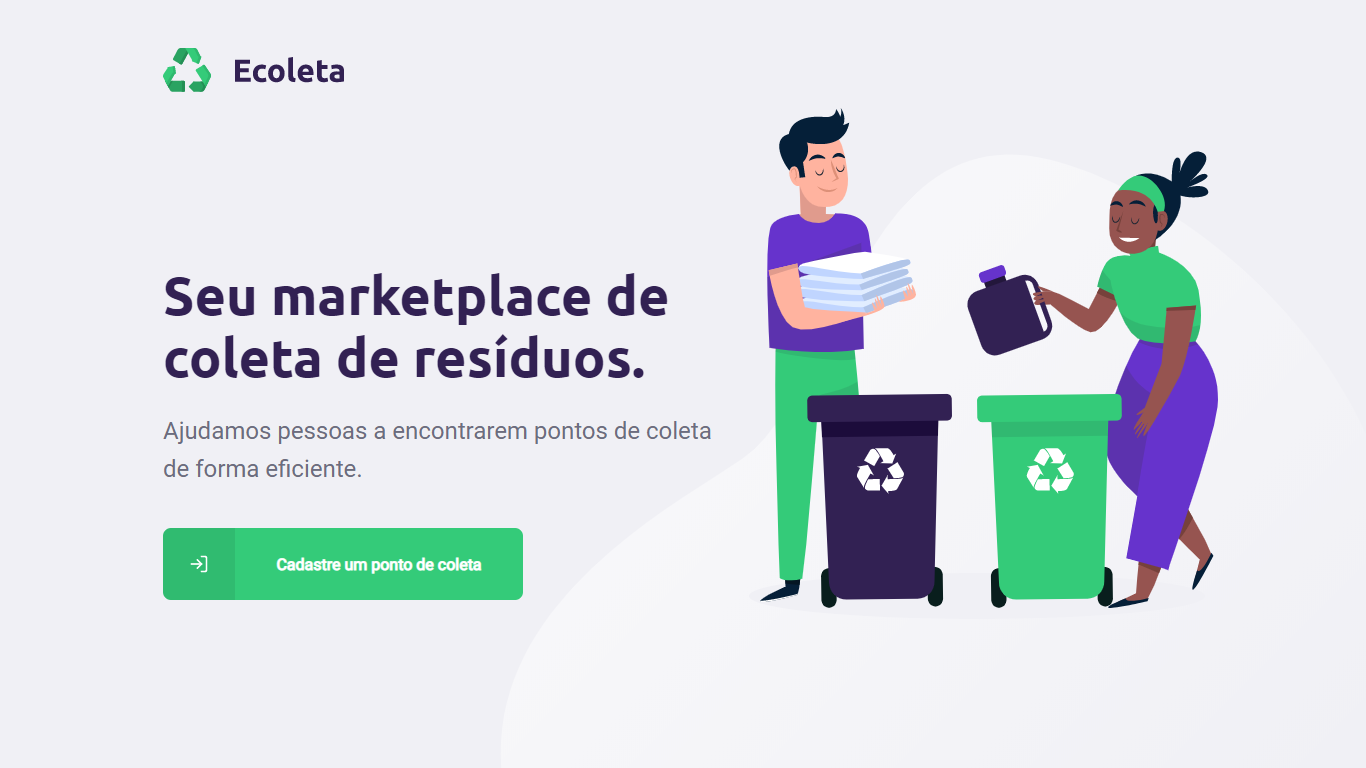 Ecoleta
Seu marketplace de
coleta de resíduos.
Ajudamos pessoas a encontrarem pontos de coleta
de forma eficiente.
Cadastre um ponto de coleta